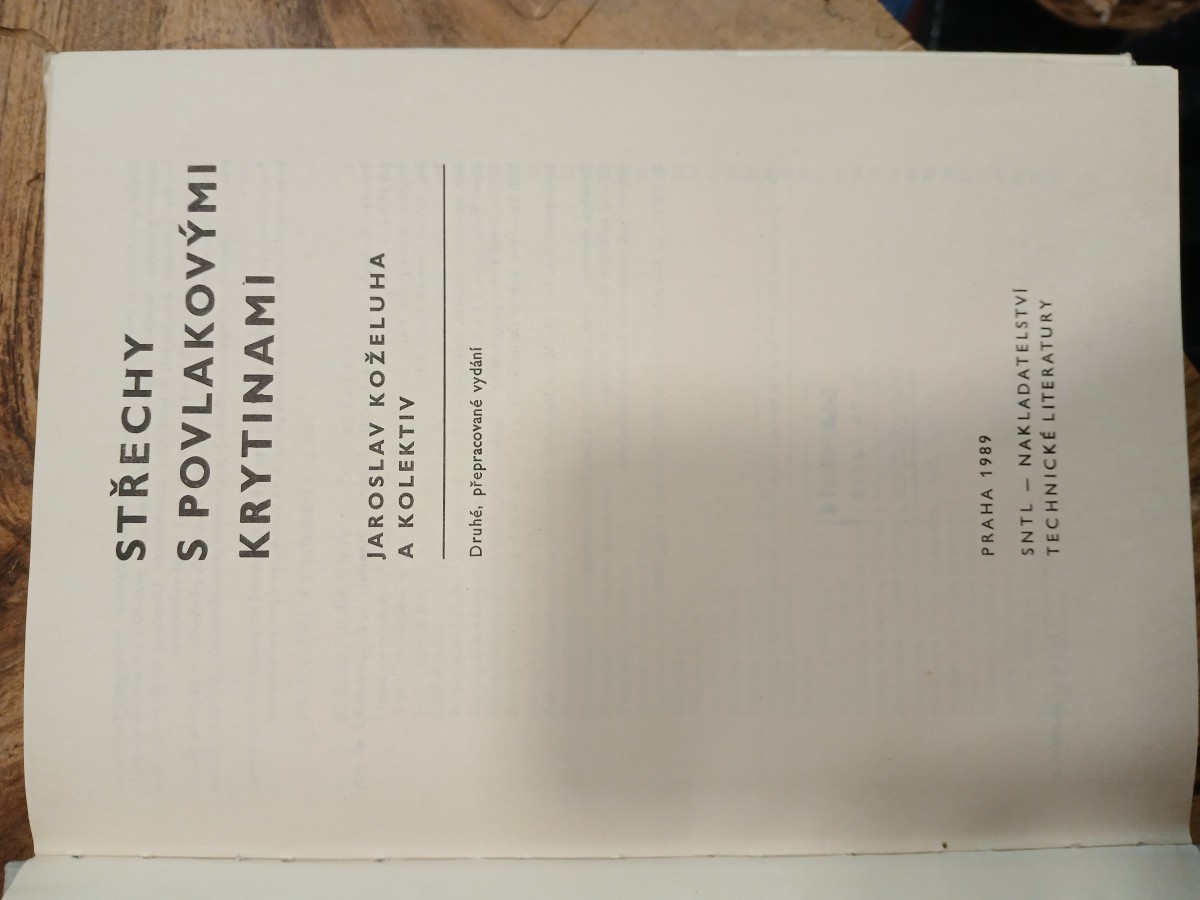 STŘECHY
S POVLAKOVÝMI
KRYTINAMI
JAROSLAV KOŽELUHA
A KOLEKTIV
Druhé, přepracované vydání
PRAHA 1989
SNTL — NAKLADATELSTVÍ
TECHNICKÉ LITERATURY